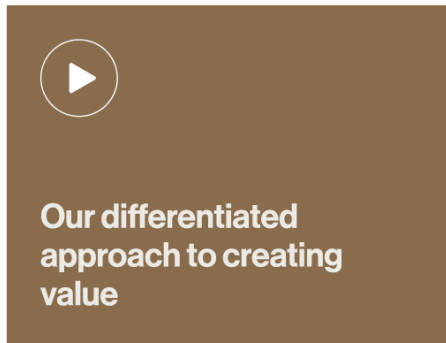 Our differentiated
approach to creating
value